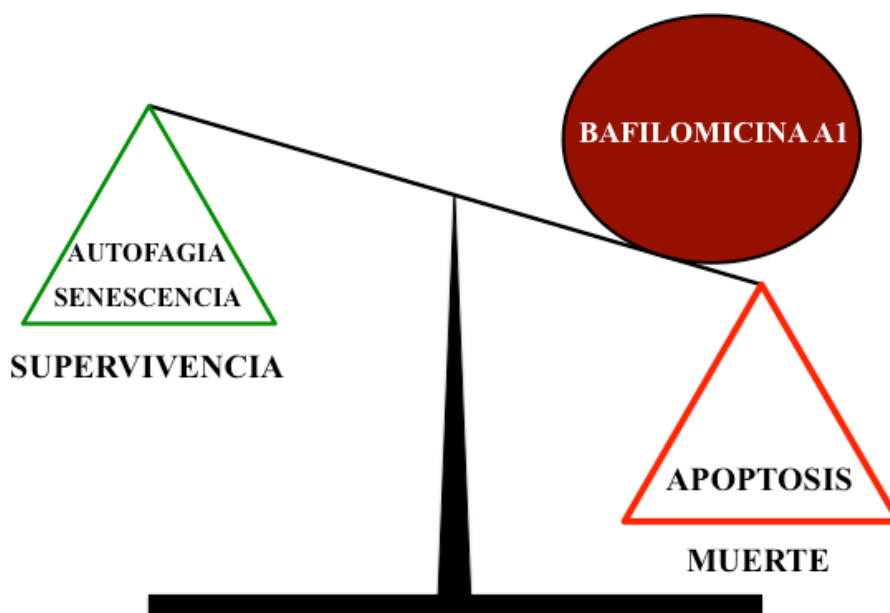 BAFILOMICINA A1
AUTOFAGIA
SENESCENCIA
SUPERVIVENCIA
APOPTOSIS
MUERTE